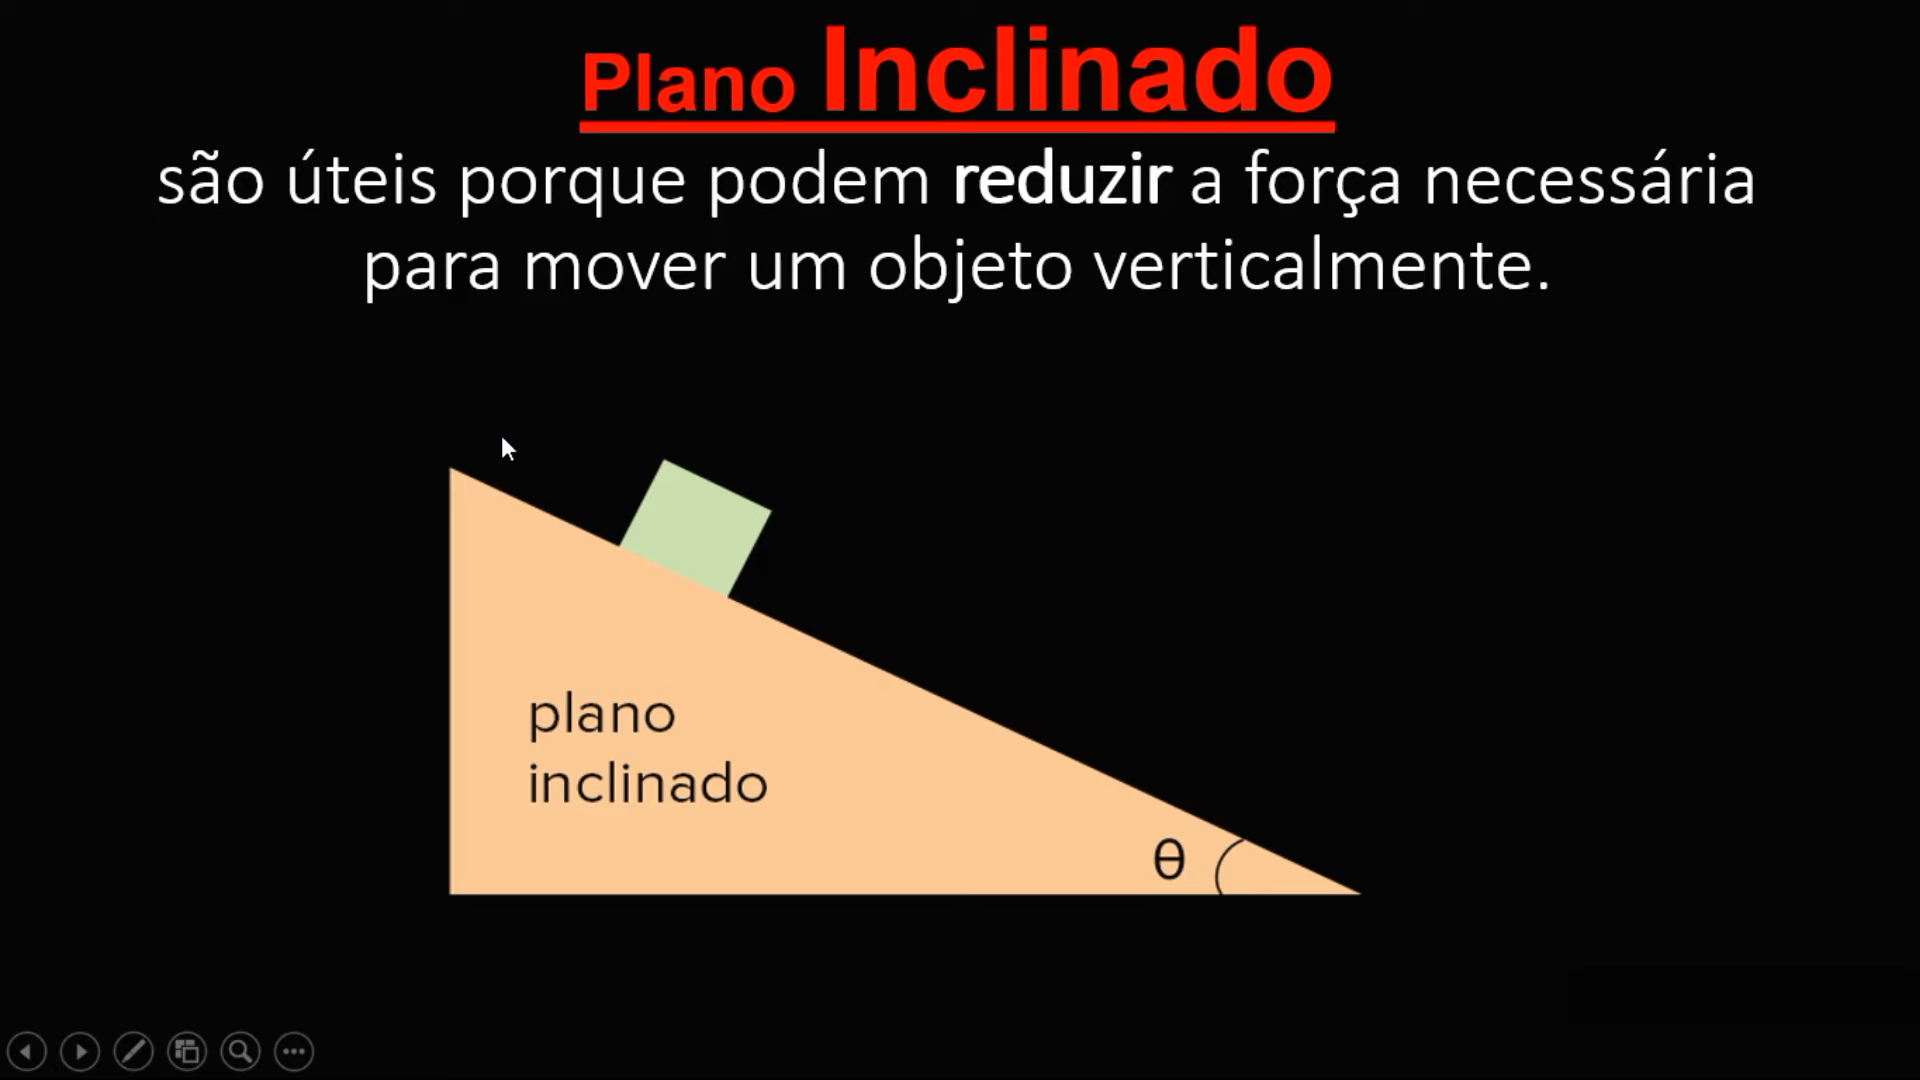 Plano Inclinado
são úteis porque podem reduzir a força necessária
para mover um objeto verticalmente.
plano
inclinado
θ